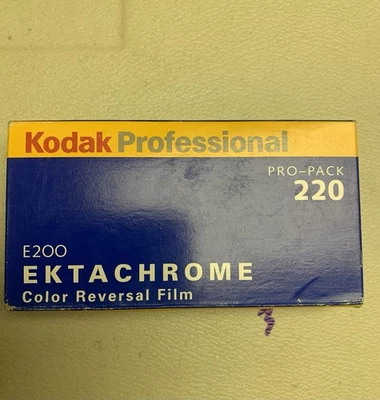 Kodak Professional
PRO-PACK
220
E200
EKTACHROME
Color Reversal Film